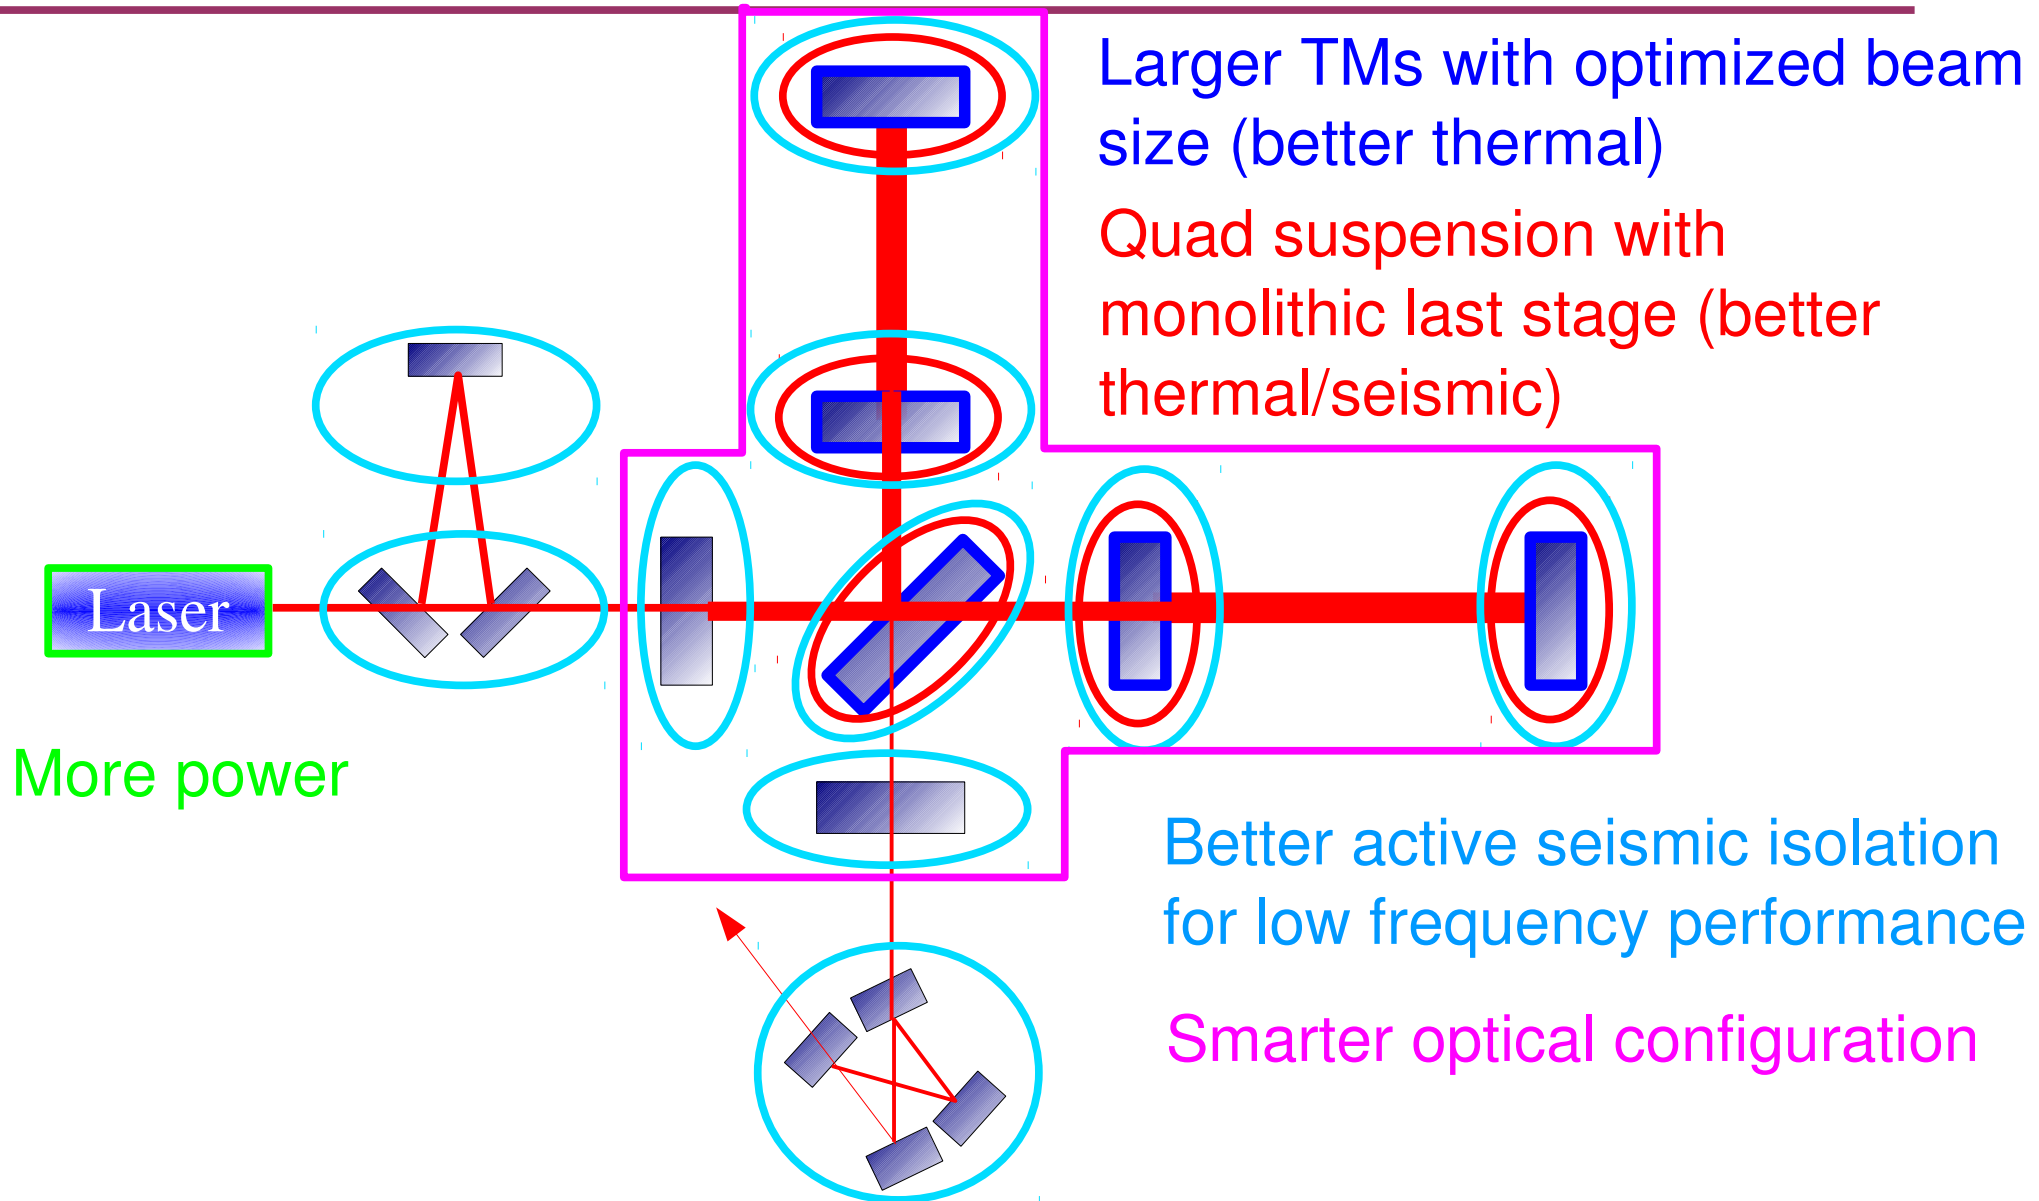 Larger TMs with optimized beam
size (better thermal)
Quad suspension with
monolithic last stage (better
thermal/seismic)
Laser
More power
Better active seismic isolation
for low frequency performance
Smarter optical configuration